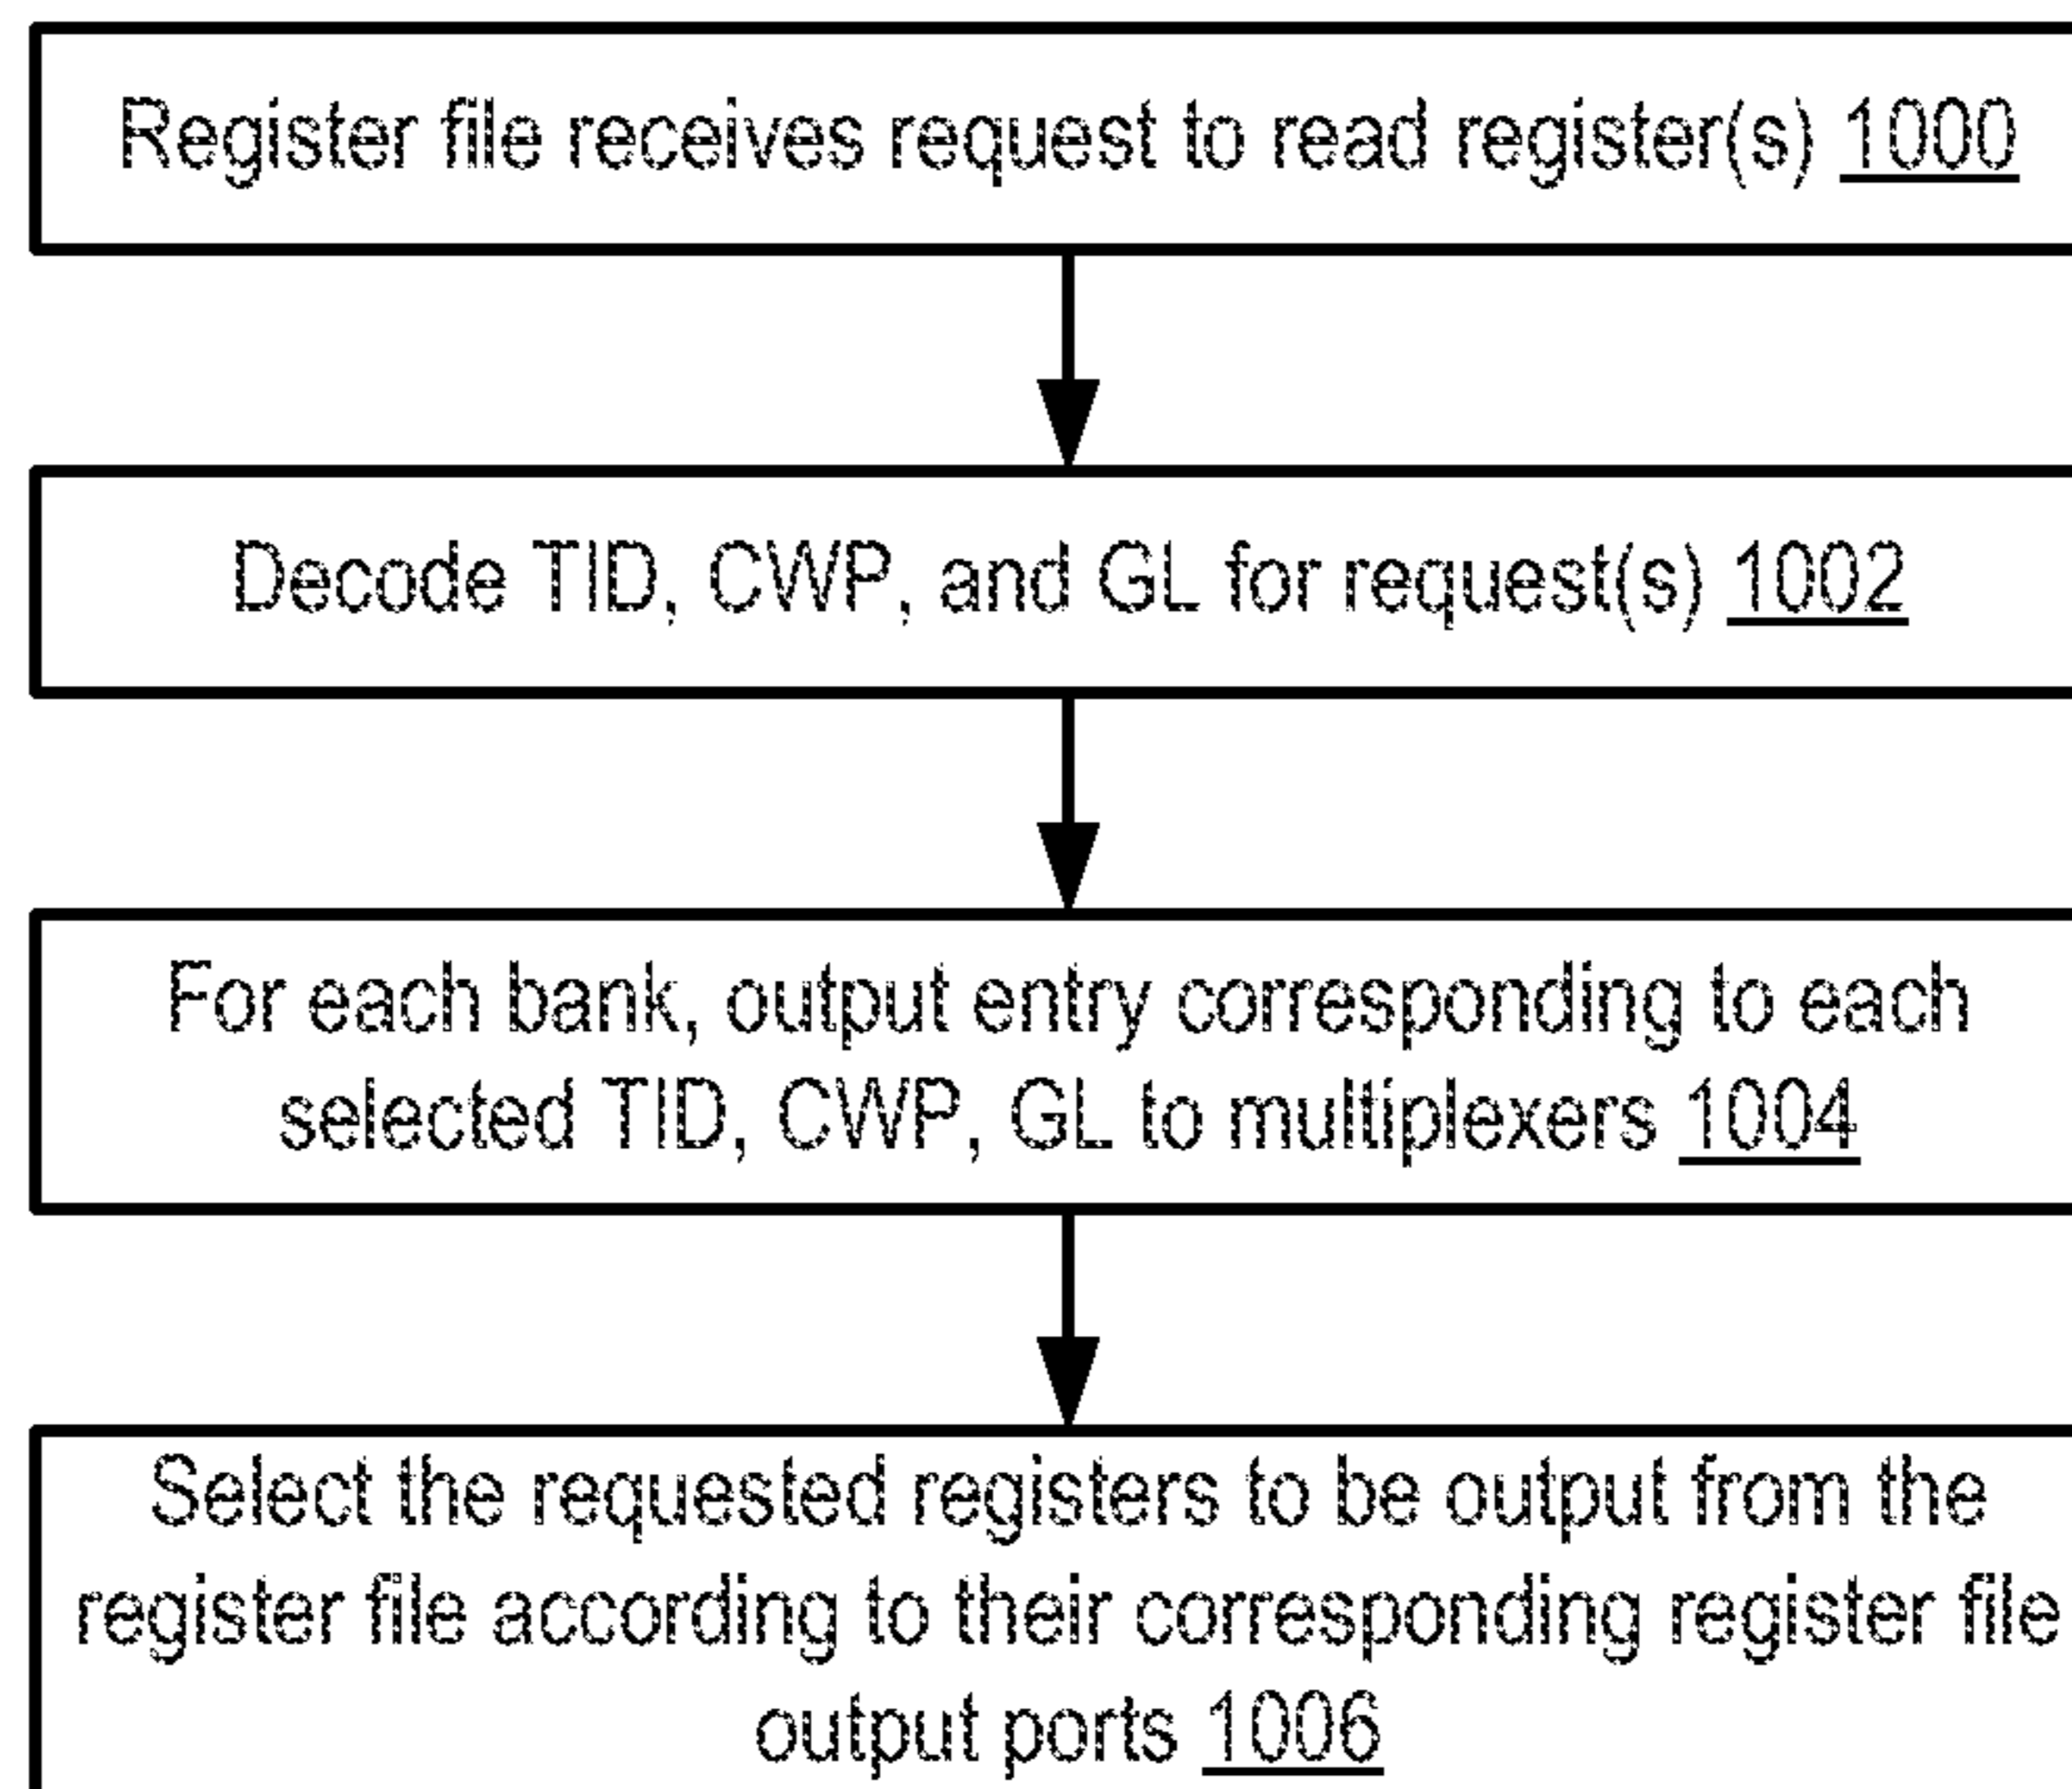 Register file receives request to read register(s) 1000
Decode TID, CWP, and GL for request(s) 1002
For each bank, output entry corresponding to each
selected TID, CWP, GL to multiplexers 1004
Select the requested registers to be output from the
register file according to their corresponding register file
output ports 1006